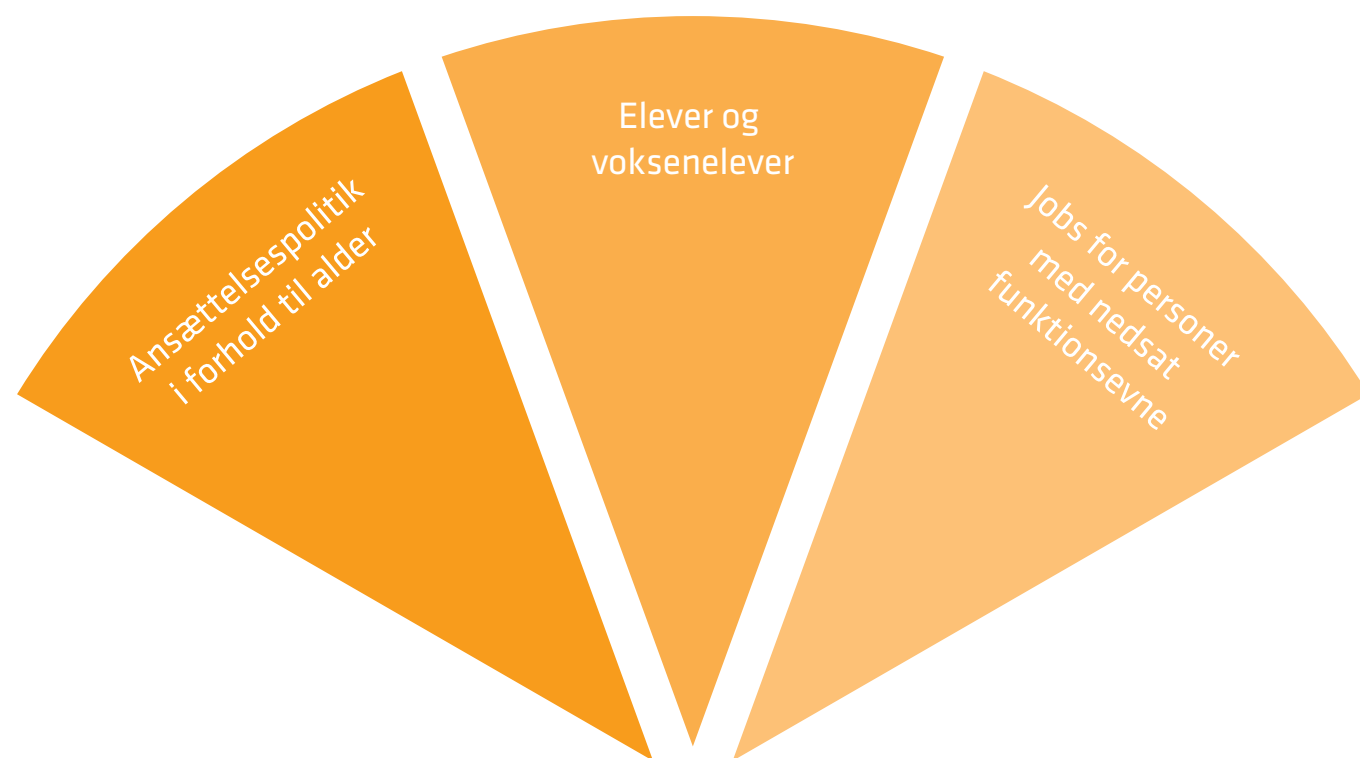 Ansættelsespolitik
i forhold til alder
Elever og
voksenelever
Jobs for personer
med nedsat
funktionsevne